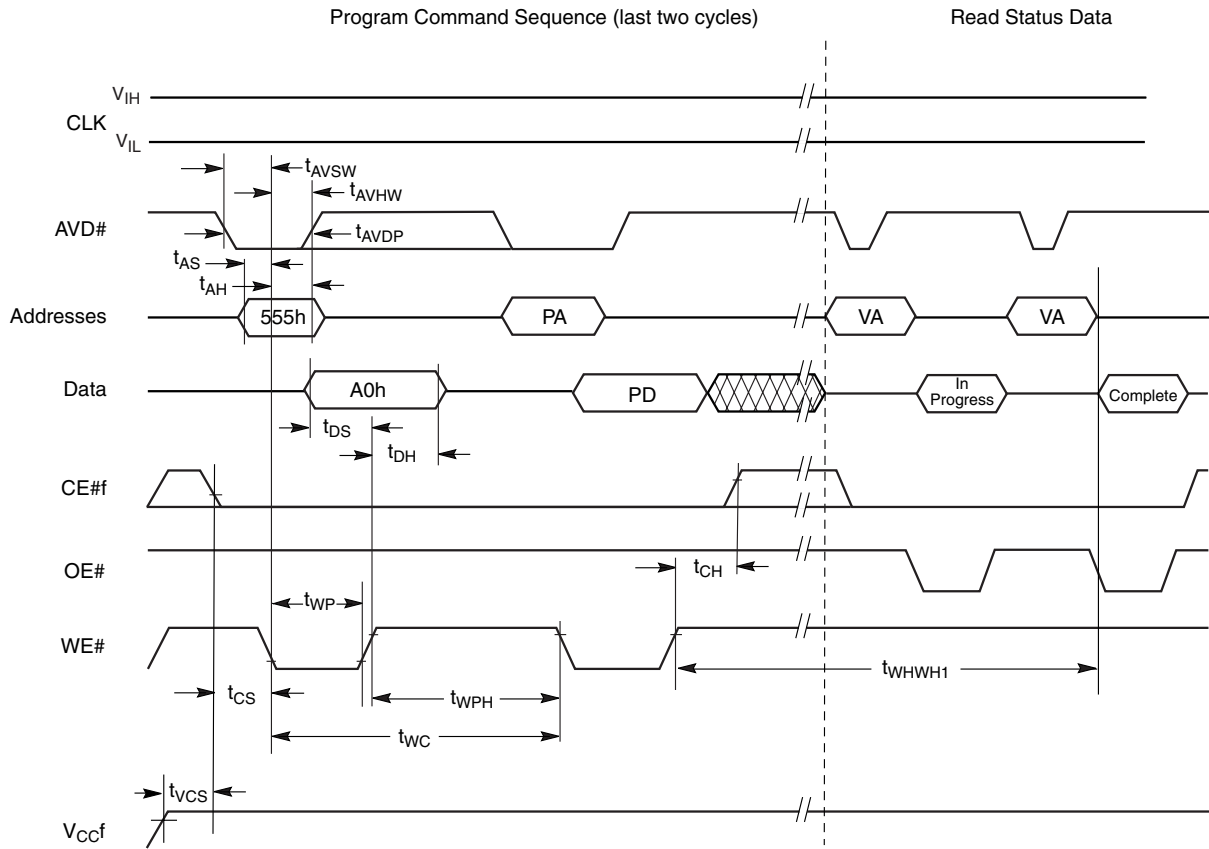 Program Command Sequence (last two cycles) Read Status Data
VIH
CLK
VIL
tAVSW
tAVHW
AVD#
tAVDP
tAS
tAH
Addresses 555h PA VA VA
Data A0h PD In Progress Complete
tDS
tDH
CE#f
OE#
tCH
tWP
WE#
tWHWH1
tCS
tWPH
tWC
tVCS
VCCf